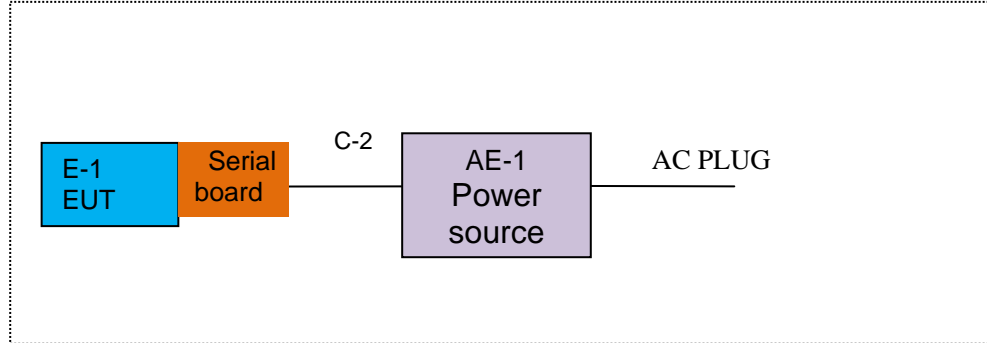 E-1
EUT
Serial
board
C-2
AE-1
Power
source
AC PLUG